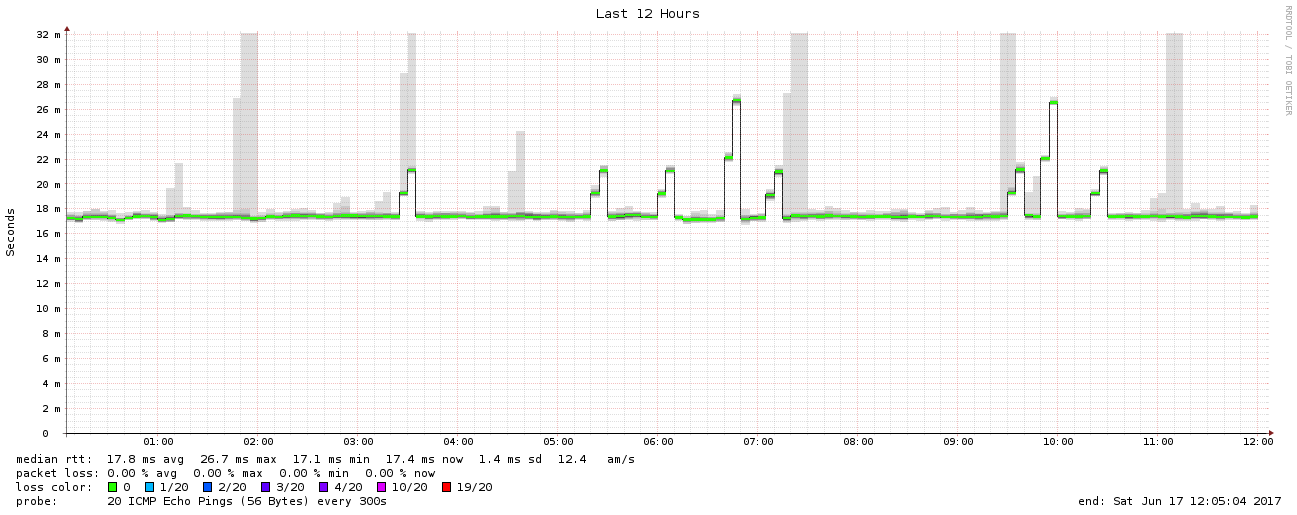 Last 12 Hours
RRDTOOL / TOBI OETIKER
Seconds
32 m
30 m
28 m
26 m
24 m
22 m
20 m
18 m
16 m
14 m
12 m
10 m
8 m
6 m
4 m
2 m
0
01:00 02:00 03:00 04:00 05:00 06:00 07:00 08:00 09:00 10:00 11:00 12:00
median rtt: 17.8 ms avg 26.7 ms max 17.1 ms min 17.4 ms now 1.4 ms sd 12.4 am/s
packet loss: 0.00 % avg 0.00 % max 0.00 % min 0.00 % now
loss color: 0 1/20 2/20 3/20 4/20 10/20 19/20
probe: 20 ICMP Echo Pings (56 Bytes) every 300s end: Sat Jun 17 12:05:04 2017